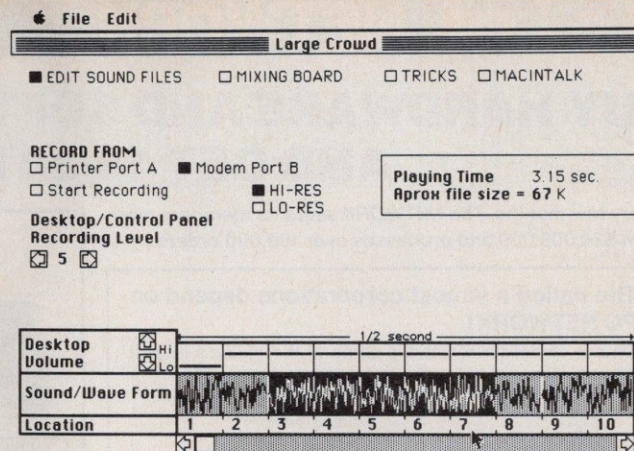 File Edit
Large Crowd
EDIT SOUND FILES MIXING BOARD TRICKS MACINTALK
RECORD FROM
Printer Port A Modem Port B
Start Recording HI-RES
LO-RES
Playing Time 3.15 sec.
Aprox file size = 67 K
Desktop/Control Panel
Recording Level
5
Desktop Volume Hi Lo
1/2 second
Sound/Wave Form
Location 1 2 3 4 5 6 7 8 9 10